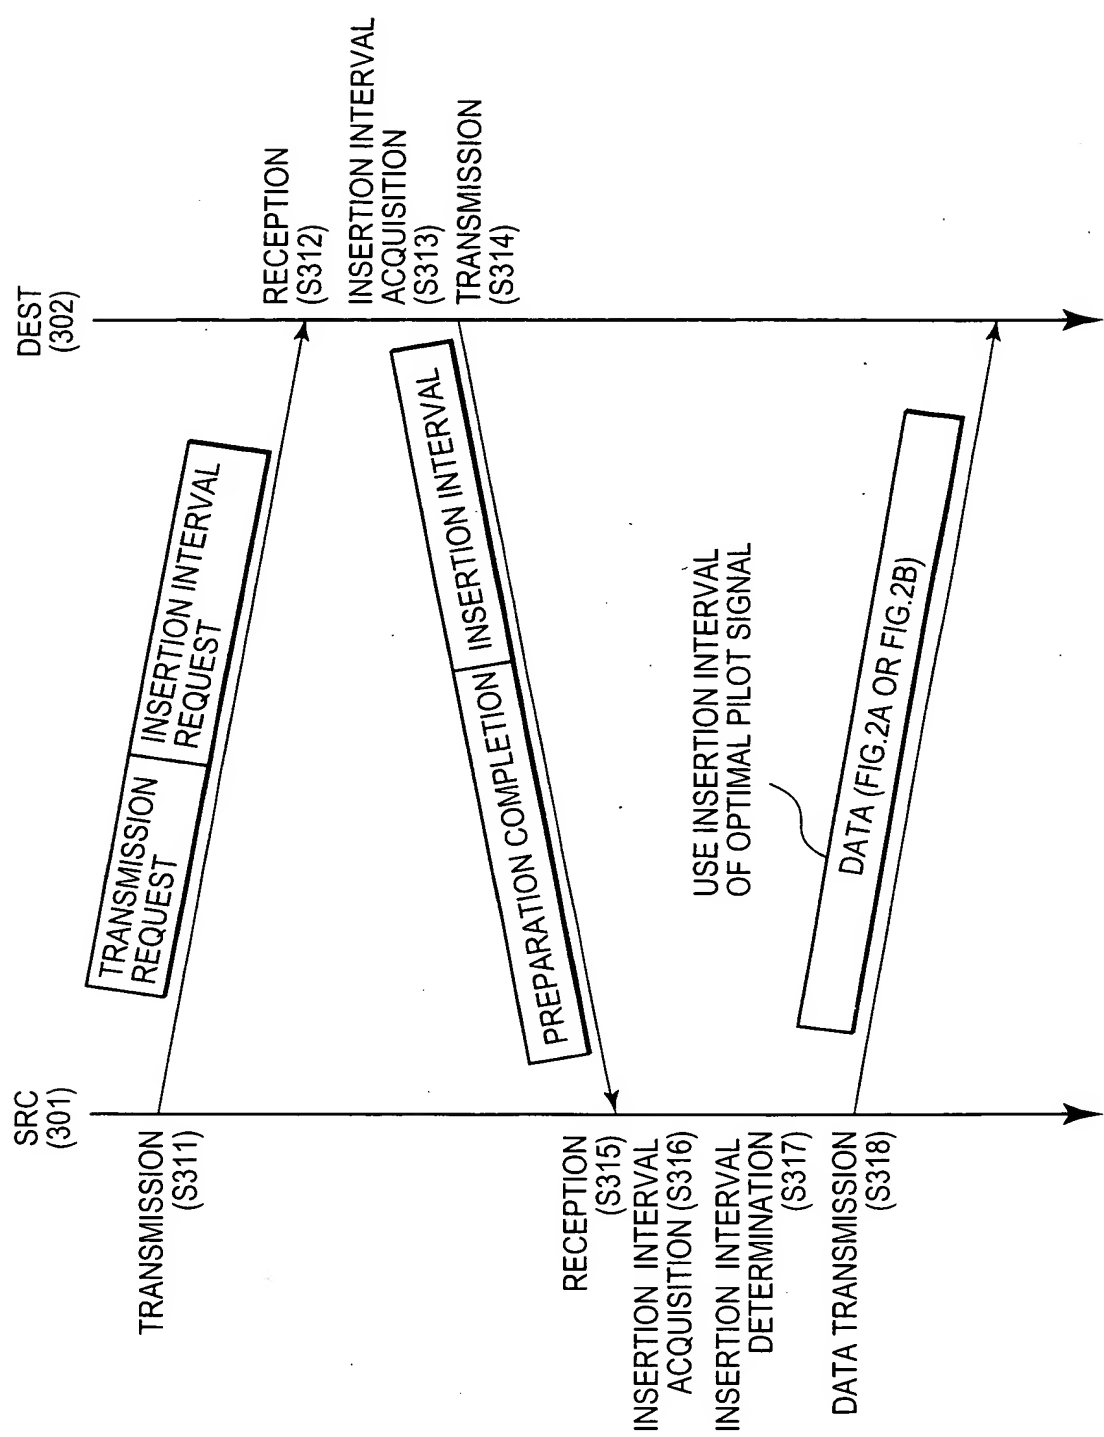 SRC
(301)
DEST
(302)
TRANSMISSION
(S311)
TRANSMISSION
REQUEST
INSERTION INTERVAL
REQUEST
RECEPTION
(S312)
INSERTION INTERVAL
ACQUISITION
(S313)
TRANSMISSION
(S314)
PREPARATION COMPLETION
INSERTION INTERVAL
RECEPTION
(S315)
INSERTION INTERVAL
ACQUISITION (S316)
INSERTION INTERVAL
DETERMINATION
(S317)
USE INSERTION INTERVAL
OF OPTIMAL PILOT SIGNAL
DATA TRANSMISSION
(S318)
DATA (FIG.2A OR FIG.2B)